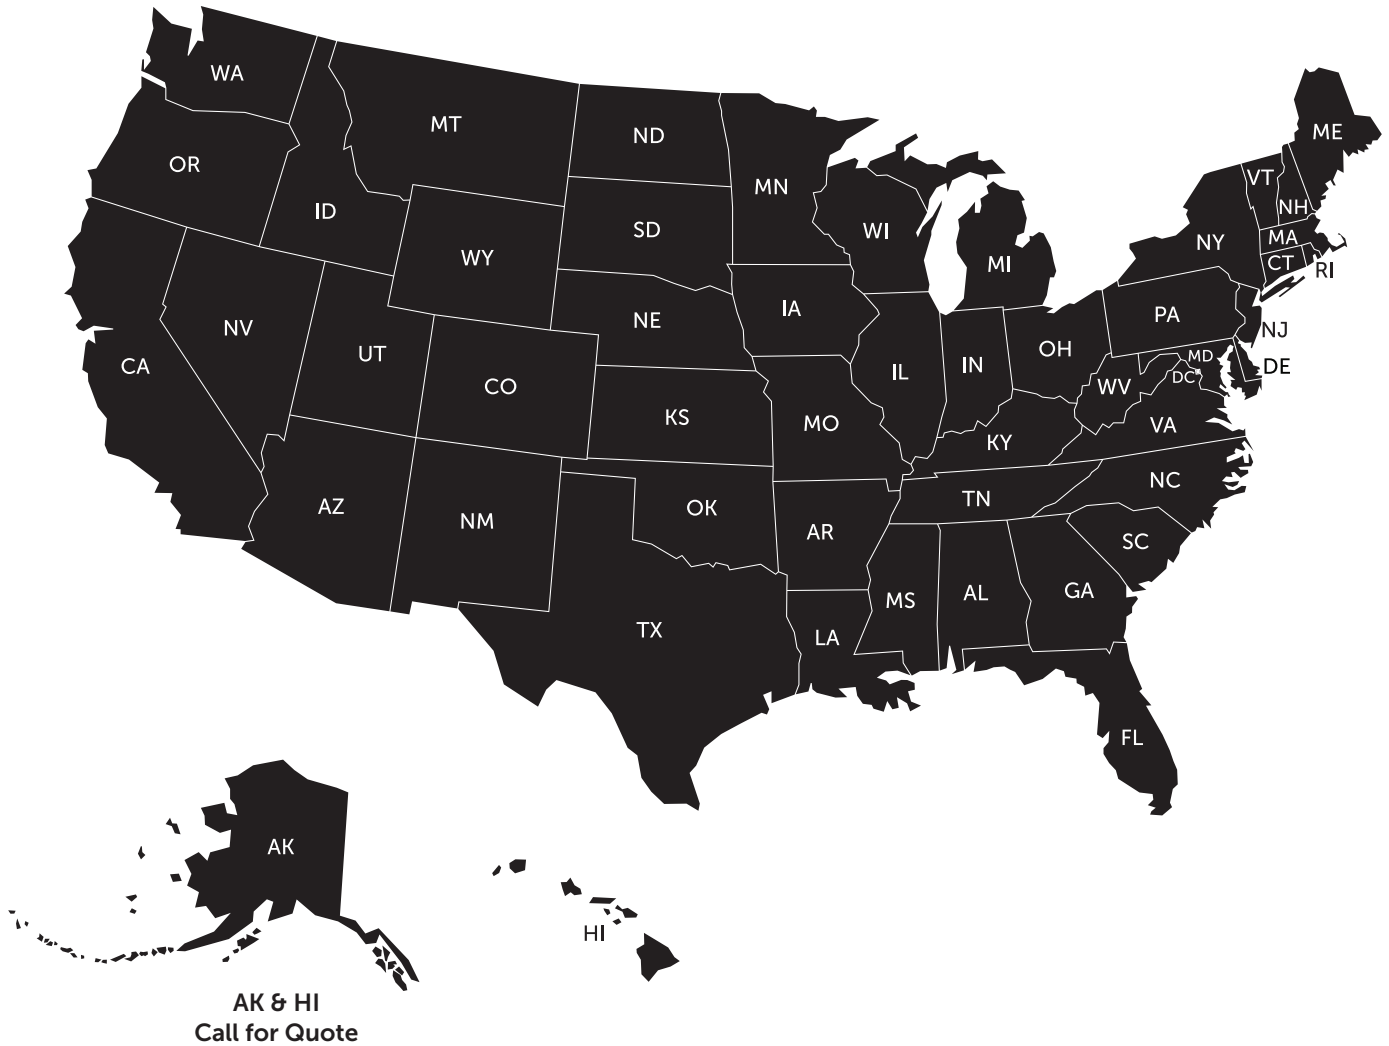 WA
MT
ND
ME
OR
MN
VT
ID
SD
WI
NH
NY
MA
WY
MI
CT
RI
IA
NE
PA
NV
NJ
UT
OH
MD
CA
IN
DE
CO
IL
DC
WV
KS
MO
VA
KY
NC
TN
AZ
OK
NM
AR
SC
GA
AL
MS
TX
LA
FL
AK
HI
AK & HI
Call for Quote